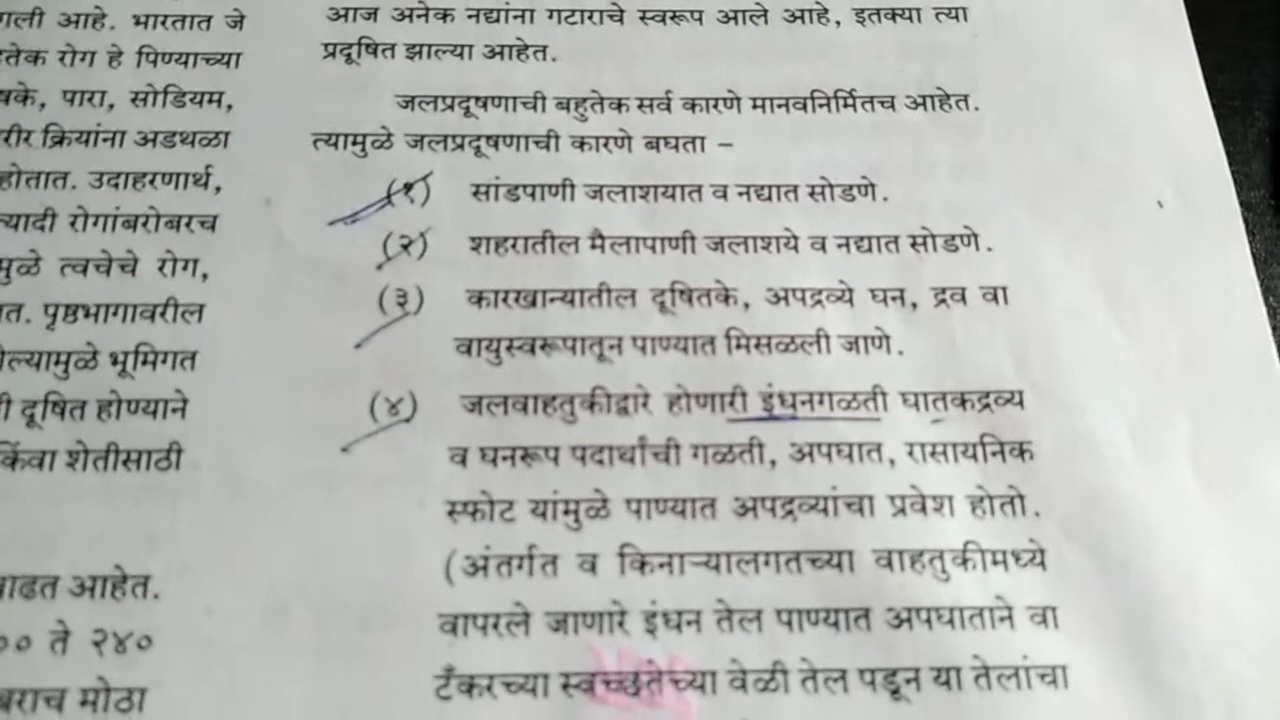 गली आहे. भारतात जे
रोग हे पिण्याच्या
पारा, सोडियम,
क्रियांना अडथळा
होतात. उदाहरणार्थ,
रोगांबरोबरच
त्वचेचे रोग,
पृष्ठभागावरील
भूमिगत
दूषित होण्याने
किंवा शेतीसाठी
वाढत आहेत.
ते २४०
बराच मोठा
आज अनेक नद्यांना गटाराचे स्वरूप आले आहे, इतक्या त्या
प्रदूषित झाल्या आहेत.
जलप्रदूषणाची बहुतेक सर्व कारणे मानवनिर्मितच आहेत.
त्यामुळे जलप्रदूषणाची कारणे बघता –
(१) सांडपाणी जलाशयात व नद्यात सोडणे.
(२) शहरातील मैलापाणी जलाशये व नद्यात सोडणे.
(३) कारखान्यातील दूषितके, अपद्रव्ये घन, द्रव वा
वायुस्वरूपातून पाण्यात मिसळली जाणे.
(४) जलवाहतुकीद्वारे होणारी इंधनगळती घातकद्रव्य
व घनरूप पदार्थांची गळती, अपघात, रासायनिक
स्फोट यांमुळे पाण्यात अपद्रव्यांचा प्रवेश होतो.
(अंतर्गत व किनाऱ्यालगतच्या वाहतुकीमध्ये
वापरले जाणारे इंधन तेल पाण्यात अपघाताने वा
टँकरच्या स्वच्छतेच्या वेळी तेल पडून या तेलांचा